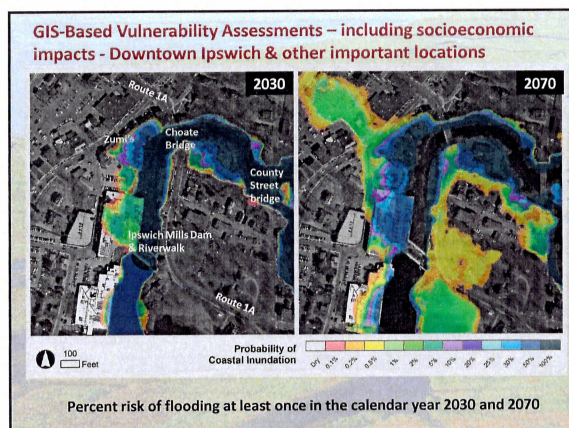 GIS-Based Vulnerability Assessments – including socioeconomic
impacts - Downtown Ipswich & other important locations
2030
2070
Route 1A
Zumi's
Choate
Bridge
County
Street
bridge
Ipswich Mills Dam
& Riverwalk
Route 1A
100
Feet
Probability of
Coastal Inundation
Dry 0.1% 0.2% 0.5% 1% 2% 5% 10% 20% 25% 30% 50% 100%
Percent risk of flooding at least once in the calendar year 2030 and 2070